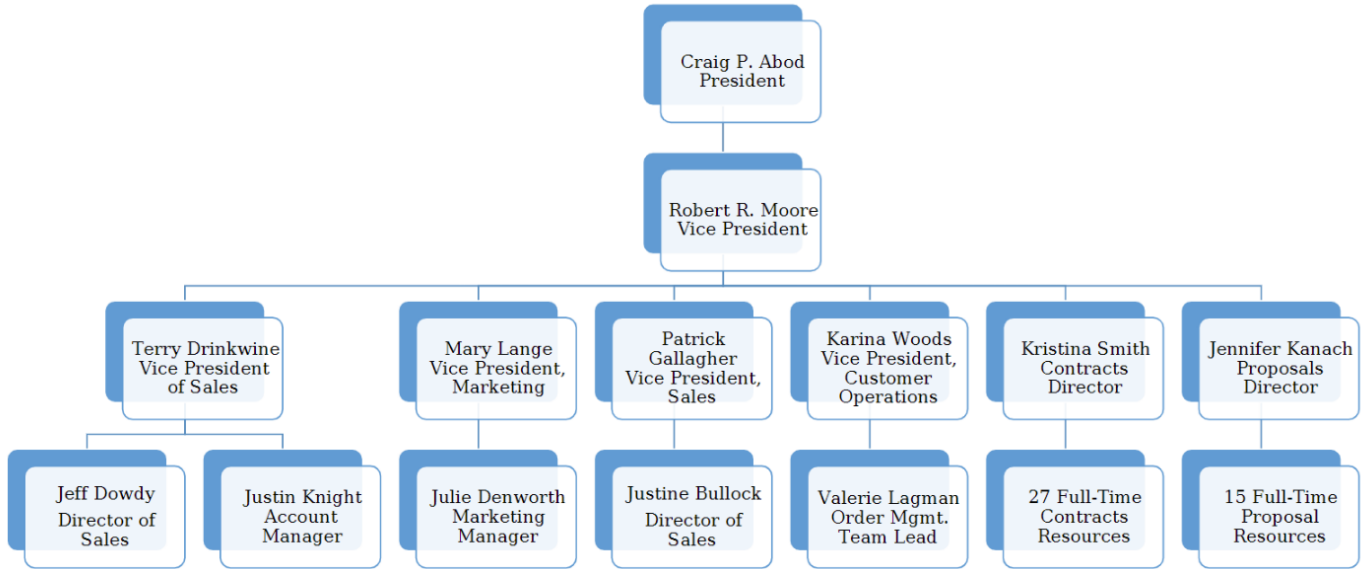 Craig P. Abod
President
Robert R. Moore
Vice President
Terry Drinkwine
Vice President
of Sales
Mary Lange
Vice President,
Marketing
Patrick
Gallagher
Vice President,
Sales
Karina Woods
Vice President,
Customer
Operations
Kristina Smith
Contracts
Director
Jennifer Kanach
Proposals
Director
Jeff Dowdy
Director of
Sales
Justin Knight
Account
Manager
Julie Denworth
Marketing
Manager
Justine Bullock
Director of
Sales
Valerie Lagman
Order Mgmt.
Team Lead
27 Full-Time
Contracts
Resources
15 Full-Time
Proposal
Resources